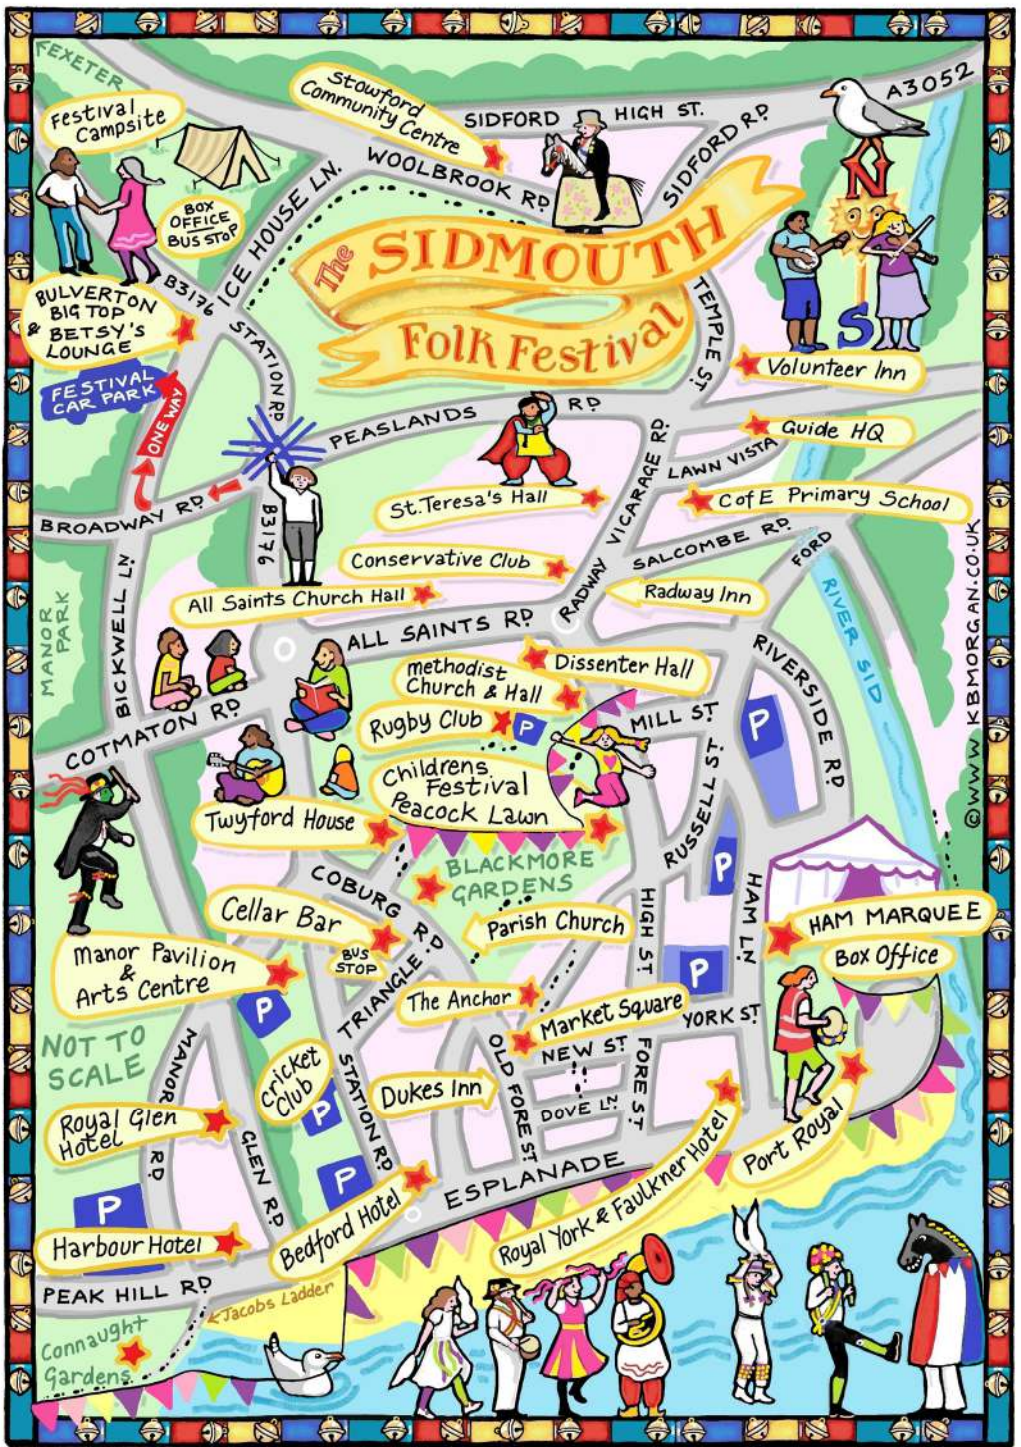 EXETER
A3052
Festival
Campsite
Stowford
Community Centre
SIDFORD HIGH ST.
SIDFORD RD
WOOLBROOK RD
ICE HOUSE LN.
BOX
OFFICE
BUS STOP
N
S
The SIDMOUTH
Folk Festival
B3176
BULVERTON
BIG TOP
& BETSY'S
LOUNGE
STATION RD
TEMPLE ST.
Volunteer Inn
FESTIVAL
CAR PARK
ONE WAY
PEASLANDS RD
Guide HQ
LAWN VISTA
VICARAGE RD.
St. Teresa's Hall
C of E Primary School
BROADWAY RD
B3176
SALCOMBE RD.
FORD
Conservative Club
RADWAY
Radway Inn
All Saints Church Hall
RIVER SID
MANOR
PARK
BICKWELL LN
ALL SAINTS RD
RIVERSIDE RD
Dissenter Hall
methodist
Church & Hall
COTMATON RD
Rugby Club
P
MILL ST
P
RUSSELL ST.
©WWW.KBMORGAN.CO.UK
Childrens
Festival
Peacock Lawn
Twyford House
BLACKMORE
GARDENS
P
COBURG RD
HAM LN
HIGH ST
Cellar Bar
Parish Church
HAM MARQUEE
Box Office
BUS
STOP
Manor Pavilion
&
Arts Centre
TRIANGLE
P
The Anchor
P
Market Square
YORK ST
NOT TO
SCALE
MANOR RD
NEW ST
OLD FORE ST
FORE ST.
Cricket
Club
P
STATION RD
Dukes Inn
DOVE LN
Royal Glen
Hotel
GLEN RD
Port Royal
P
P
ESPLANADE
Royal York & Faulkner Hotel
Bedford Hotel
Harbour Hotel
PEAK HILL RD
Jacobs Ladder
Connaught
Gardens